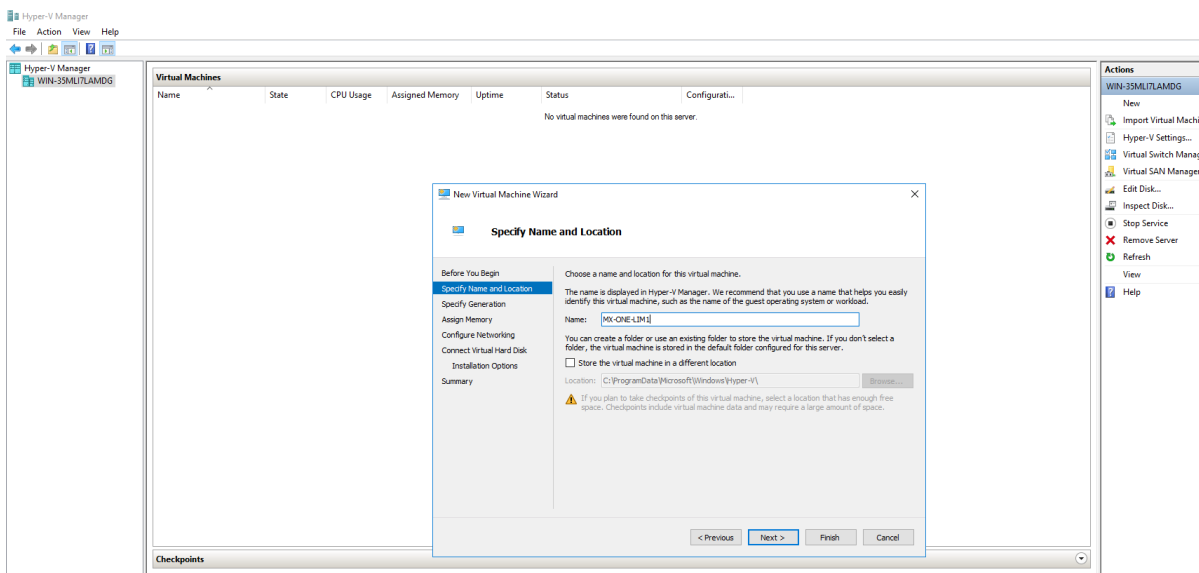 Hyper-V Manager
File Action View Help
Hyper-V Manager
WIN-35MLI7LAMDG
Virtual Machines
Name State CPU Usage Assigned Memory Uptime Status Configurati...
No virtual machines were found on this server.
New Virtual Machine Wizard
Specify Name and Location
Before You Begin
Specify Name and Location
Specify Generation
Assign Memory
Configure Networking
Connect Virtual Hard Disk
Installation Options
Summary
Choose a name and location for this virtual machine.
The name is displayed in Hyper-V Manager. We recommend that you use a name that helps you easily
identify this virtual machine, such as the name of the guest operating system or workload.
Name: MX-ONE-LIM1
You can create a folder or use an existing folder to store the virtual machine. If you don't select a
folder, the virtual machine is stored in the default folder configured for this server.
Store the virtual machine in a different location
Location: C:\ProgramData\Microsoft\Windows\Hyper-V\ Browse...
If you plan to take checkpoints of this virtual machine, select a location that has enough free
space. Checkpoints include virtual machine data and may require a large amount of space.
< Previous Next > Finish Cancel
Checkpoints
Actions
WIN-35MLI7LAMDG
New
Import Virtual Machi
Hyper-V Settings...
Virtual Switch Manag
Virtual SAN Manager
Edit Disk...
Inspect Disk...
Stop Service
Remove Server
Refresh
View
Help